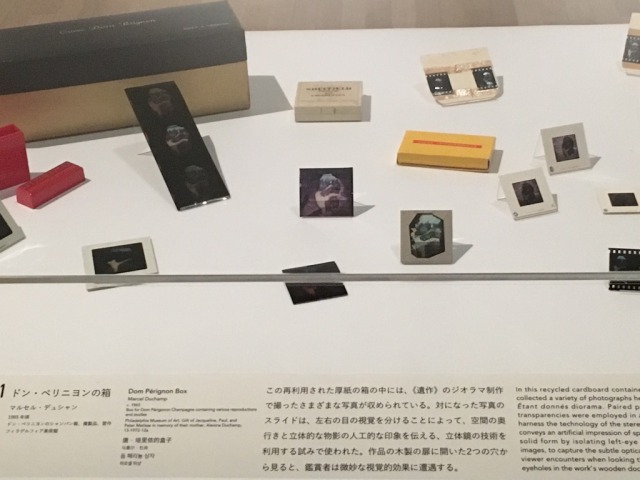 Dom Pérignon
SHEFFIELD
1 ドン・ペリニヨンの箱
マルセル・デュシャン
1965年頃
ドン・ペリニヨンのシャンパン箱、複製品、習作
フィラデルフィア美術館
Dom Pérignon Box
Marcel Duchamp
c. 1965
Box for Dom Pérignon Champagne containing various reproductions
and studies
Philadelphia Museum of Art: Gift of Jacqueline, Paul, and
Peter Matisse in memory of their mother Alexina Duchamp,
돔 페리뇽 상자
この再利用された厚紙の箱の中には、《遺作》のジオラマ制作
で撮ったさまざまな写真が収められている。対になった写真の
スライドは、左右の目の視覚を分けることによって、空間の奥
行きと立体的な物影の人工的な印象を伝える、立体鏡の技術を
利用する試みで使われた。作品の木製の扉に開いた2つの穴か
ら見ると、鑑賞者は微妙な視覚的効果に遭遇する。
In this recycled cardboard containe
collected a variety of photographs he
Étant donnés diorama. Paired p
transparencies were employed in a
harness the technology of the stereo
conveys an artificial impression of sp
solid form by isolating left-eye
images, to capture the subtle optica
viewer encounters when looking t
eyeholes in the work's wooden doo